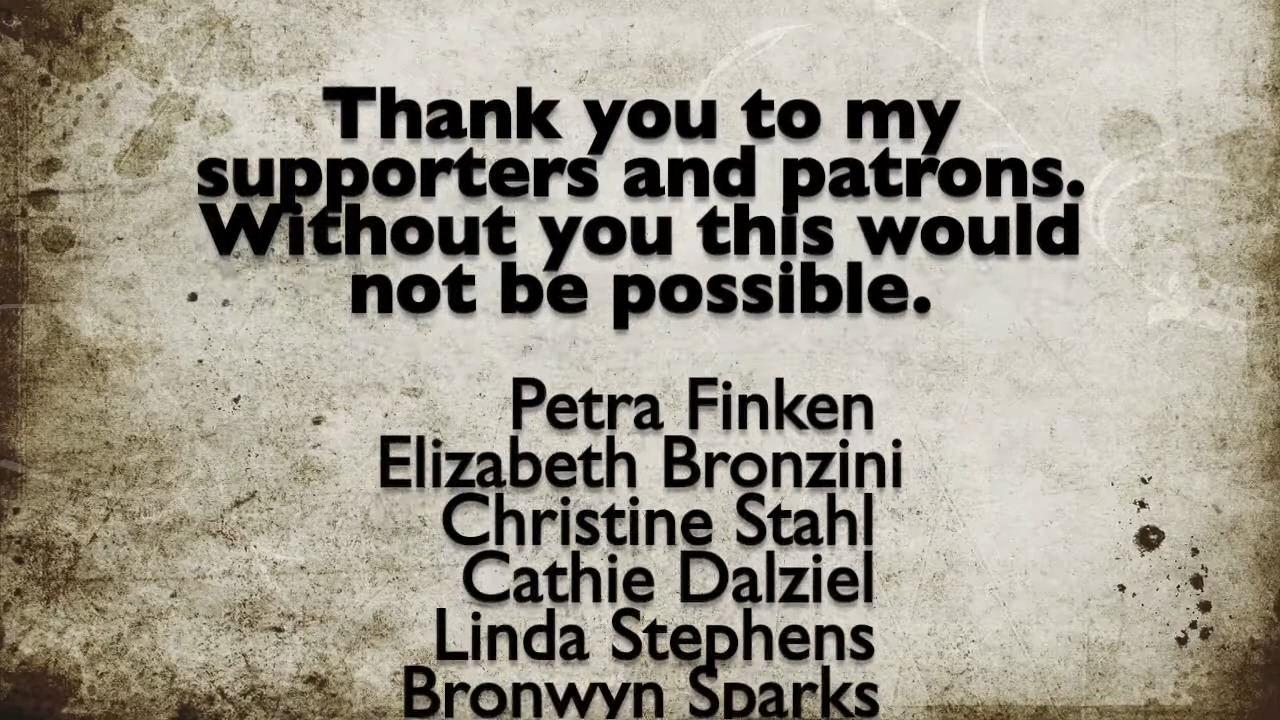 Thank you to my
supporters and patrons.
Without you this would
not be possible.
Petra Finken
Elizabeth Bronzini
Christine Stahl
Cathie Dalziel
Linda Stephens
Bronwyn Sparks